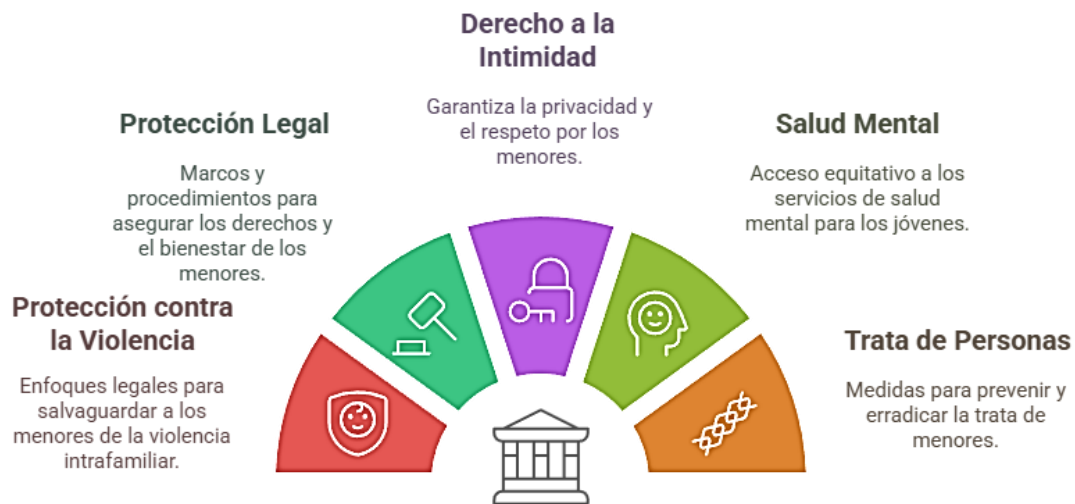 Derecho a la
Intimidad
Garantiza la privacidad y
el respeto por los
menores.
Protección Legal
Marcos y
procedimientos para
asegurar los derechos y
el bienestar de los
menores.
Salud Mental
Acceso equitativo a los
servicios de salud
mental para los jóvenes.
Protección contra
la Violencia
Enfoques legales para
salvaguardar a los
menores de la violencia
intrafamiliar.
Trata de Personas
Medidas para prevenir y
erradicar la trata de
menores.